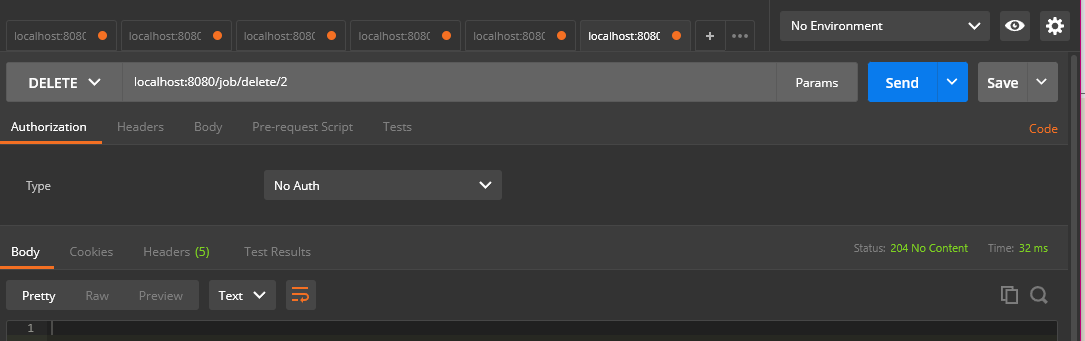 localhost:808( localhost:808( localhost:808( localhost:808( localhost:808( localhost:808( + ••• No Environment
DELETE localhost:8080/job/delete/2 Params Send Save
Authorization Headers Body Pre-request Script Tests Code
Type No Auth
Body Cookies Headers (5) Test Results Status: 204 No Content Time: 32 ms
Pretty Raw Preview Text
1